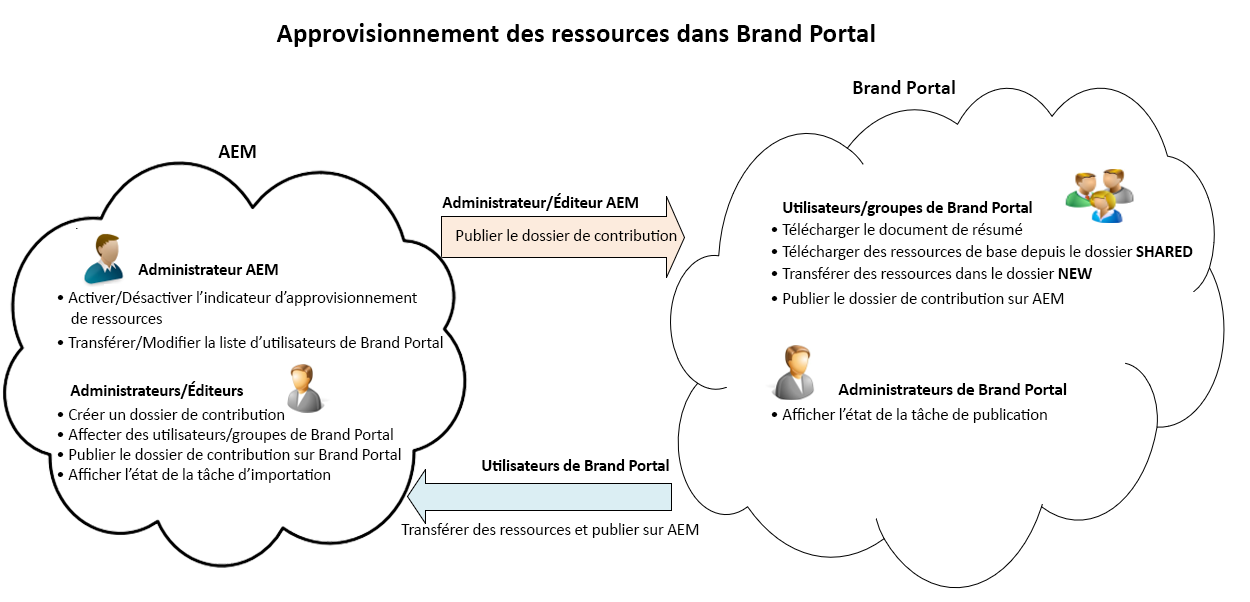 Approvisionnement des ressources dans Brand Portal
AEM
Administrateur AEM
• Activer/Désactiver l’indicateur d’approvisionnement
de ressources
• Transférer/Modifier la liste d’utilisateurs de Brand Portal
Administrateurs/Éditeurs
• Créer un dossier de contribution
• Affecter des utilisateurs/groupes de Brand Portal
• Publier le dossier de contribution sur Brand Portal
• Afficher l’état de la tâche d’importation
Administrateur/Éditeur AEM
Publier le dossier de contribution
Utilisateurs de Brand Portal
Transférer des ressources et publier sur AEM
Brand Portal
Utilisateurs/groupes de Brand Portal
• Télécharger le document de résumé
• Télécharger des ressources de base depuis le dossier SHARED
• Transférer des ressources dans le dossier NEW
• Publier le dossier de contribution sur AEM
Administrateurs de Brand Portal
• Afficher l’état de la tâche de publication